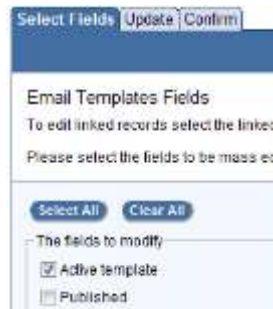 Select Fields Update Confirm
Email Templates Fields
To edit linked records select the linked
Please select the fields to be mass ed
Select All Clear All
The fields to modify
Active template
Published